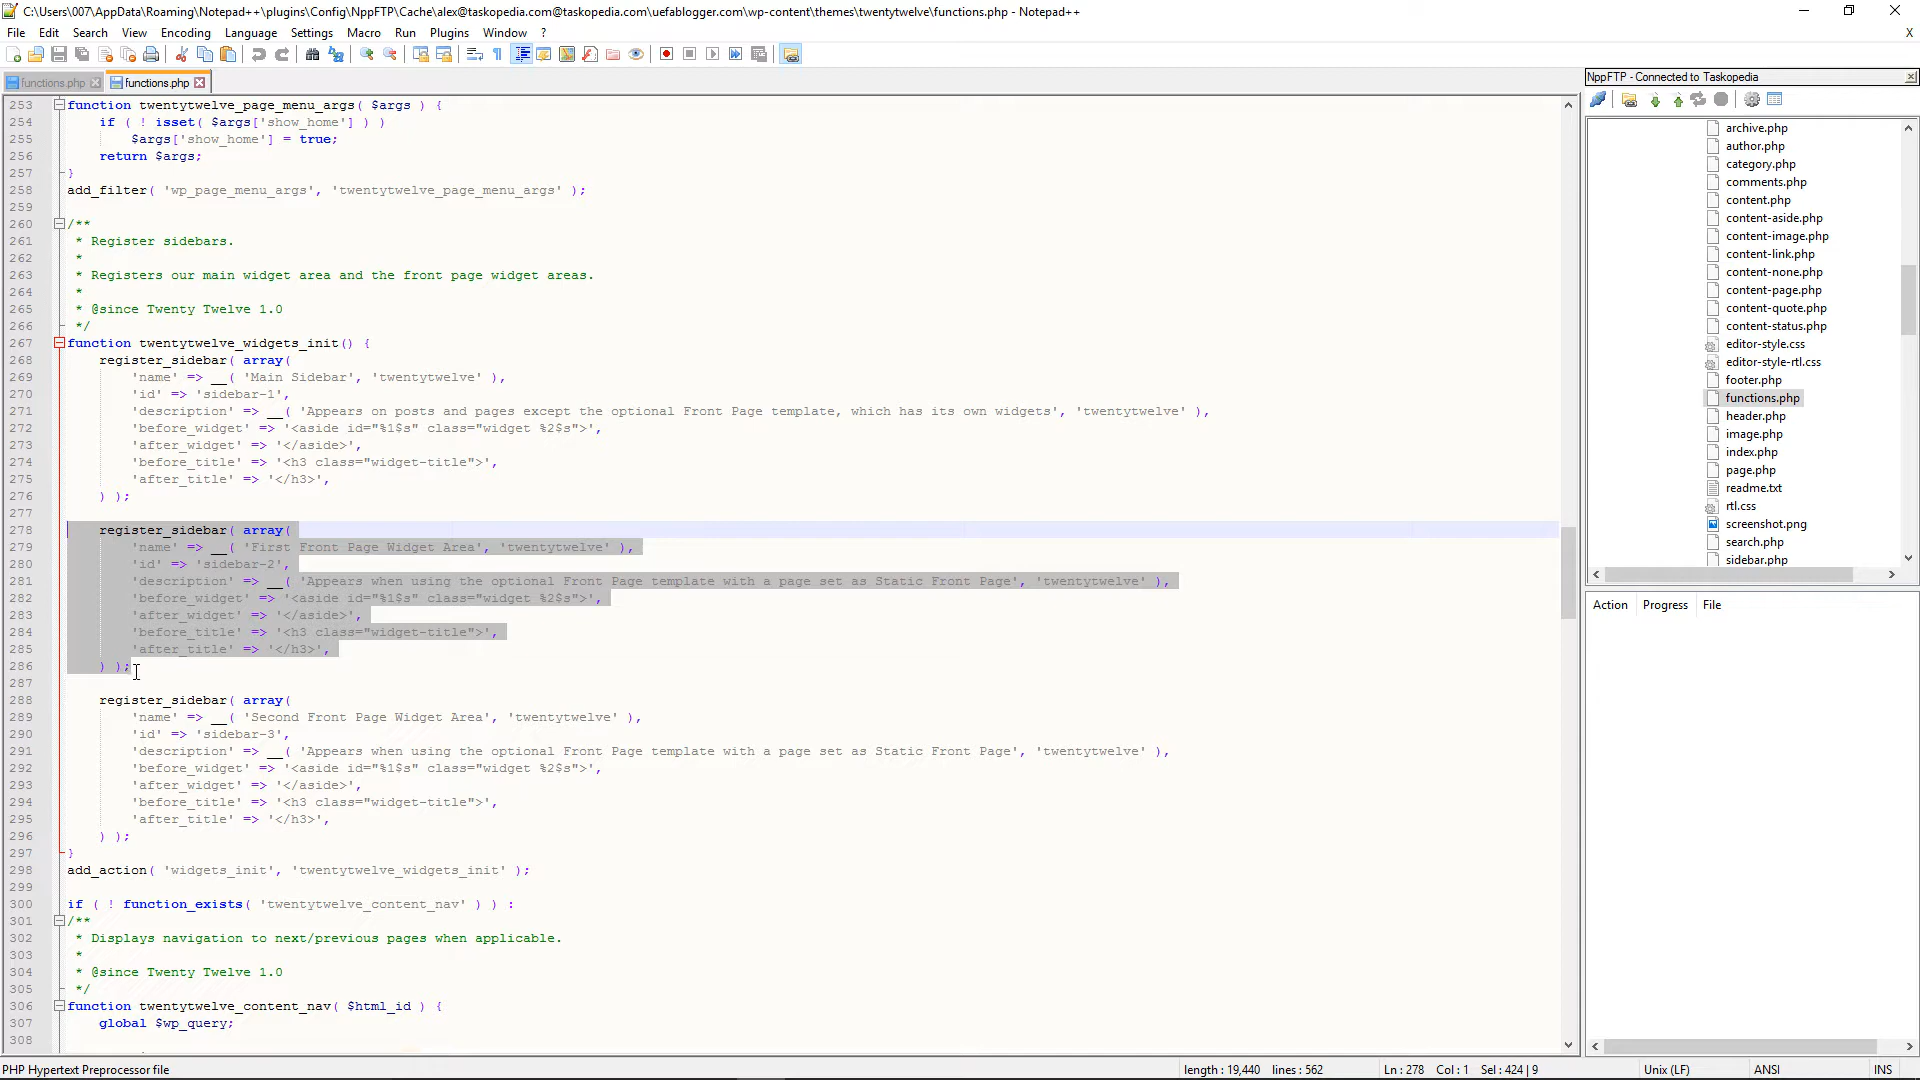 C:\Users\007\AppData\Roaming\Notepad++\plugins\Config\NppFTP\Cache\alex@taskopedia.com@taskopedia.com\uefablogger.com\wp-content\themes\twentytwelve\functions.php - Notepad++
File Edit Search View Encoding Language Settings Macro Run Plugins Window ? X
functions.php functions.php
253 function twentytwelve_page_menu_args( $args ) {
254 if ( ! isset( $args['show_home'] ) )
255 $args['show_home'] = true;
256 return $args;
257 }
258 add_filter( 'wp_page_menu_args', 'twentytwelve_page_menu_args' );
259
260 /**
261 * Register sidebars.
262 *
263 * Registers our main widget area and the front page widget areas.
264 *
265 * @since Twenty Twelve 1.0
266 */
267 function twentytwelve_widgets_init() {
268 register_sidebar( array(
269 'name' => __( 'Main Sidebar', 'twentytwelve' ),
270 'id' => 'sidebar-1',
271 'description' => __( 'Appears on posts and pages except the optional Front Page template, which has its own widgets', 'twentytwelve' ),
272 'before_widget' => '<aside id="%1$s" class="widget %2$s">',
273 'after_widget' => '</aside>',
274 'before_title' => '<h3 class="widget-title">',
275 'after_title' => '</h3>',
276 ) );
277
278 register_sidebar( array(
279 'name' => __( 'First Front Page Widget Area', 'twentytwelve' ),
280 'id' => 'sidebar-2',
281 'description' => __( 'Appears when using the optional Front Page template with a page set as Static Front Page', 'twentytwelve' ),
282 'before_widget' => '<aside id="%1$s" class="widget %2$s">',
283 'after_widget' => '</aside>',
284 'before_title' => '<h3 class="widget-title">',
285 'after_title' => '</h3>',
286 ) );
287
288 register_sidebar( array(
289 'name' => __( 'Second Front Page Widget Area', 'twentytwelve' ),
290 'id' => 'sidebar-3',
291 'description' => __( 'Appears when using the optional Front Page template with a page set as Static Front Page', 'twentytwelve' ),
292 'before_widget' => '<aside id="%1$s" class="widget %2$s">',
293 'after_widget' => '</aside>',
294 'before_title' => '<h3 class="widget-title">',
295 'after_title' => '</h3>',
296 ) );
297 }
298 add_action( 'widgets_init', 'twentytwelve_widgets_init' );
299
300 if ( ! function_exists( 'twentytwelve_content_nav' ) ) :
301 /**
302 * Displays navigation to next/previous pages when applicable.
303 *
304 * @since Twenty Twelve 1.0
305 */
306 function twentytwelve_content_nav( $html_id ) {
307 global $wp_query;
308
NppFTP - Connected to Taskopedia
archive.php
author.php
category.php
comments.php
content.php
content-aside.php
content-image.php
content-link.php
content-none.php
content-page.php
content-quote.php
content-status.php
editor-style.css
editor-style-rtl.css
footer.php
functions.php
header.php
image.php
index.php
page.php
readme.txt
rtl.css
screenshot.png
search.php
sidebar.php
Action Progress File
PHP Hypertext Preprocessor file length : 19,440 lines : 562 Ln : 278 Col : 1 Sel : 424 | 9 Unix (LF) ANSI INS